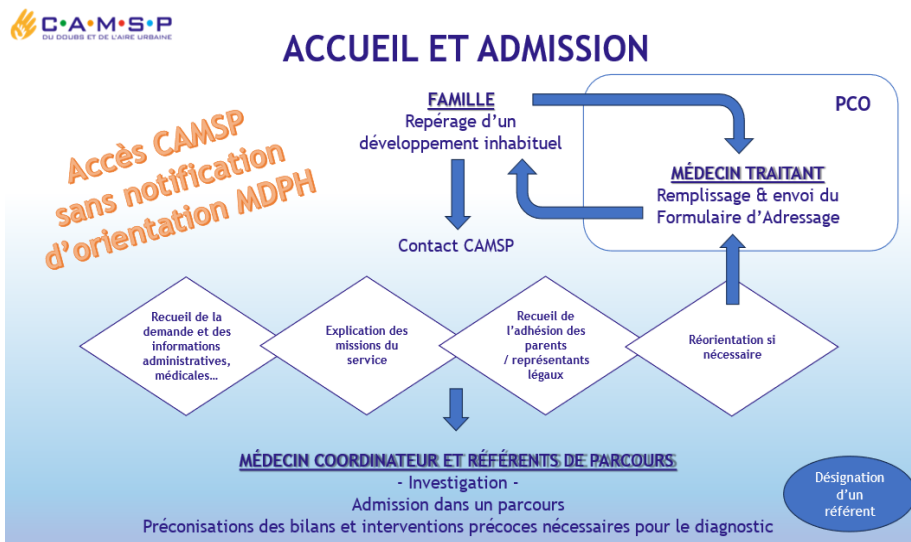 C•A•M•S•P
DU DOUBS ET DE L'AIRE URBAINE
ACCUEIL ET ADMISSION
Accès CAMSP
sans notification
d'orientation MDPH
FAMILLE
Repérage d'un
développement inhabituel
PCO
MÉDECIN TRAITANT
Remplissage & envoi du
Formulaire d'Adressage
Contact CAMSP
Recueil de la
demande et des
informations
administratives,
médicales…
Explication des
missions du
service
Recueil de
l'adhésion des
parents
/ représentants
légaux
Réorientation si
nécessaire
MÉDECIN COORDINATEUR ET RÉFÉRENTS DE PARCOURS
- Investigation -
Admission dans un parcours
Préconisations des bilans et interventions précoces nécessaires pour le diagnostic
Désignation
d'un
référent